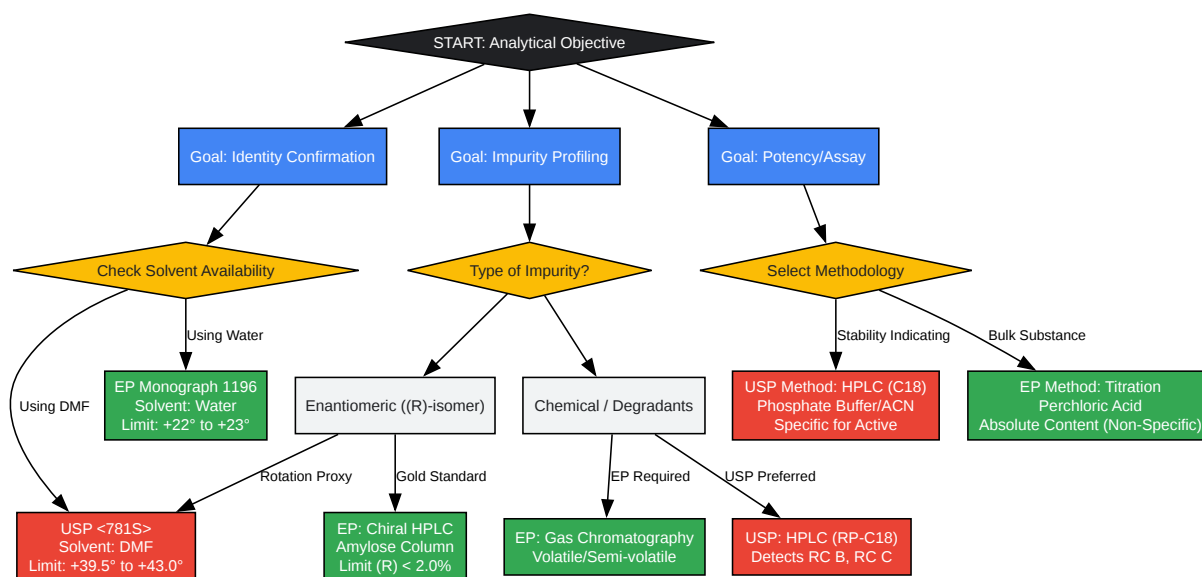 START: Analytical Objective
Goal: Identity Confirmation
Goal: Impurity Profiling
Goal: Potency/Assay
Check Solvent Availability
Type of Impurity?
Select Methodology
Using Water
Stability Indicating
Bulk Substance
Using DMF
EP Monograph 1196
Solvent: Water
Limit: +22° to +23°
Enantiomeric ((R)-isomer)
Chemical / Degradants
USP Method: HPLC (C18)
Phosphate Buffer/ACN
Specific for Active
EP Method: Titration
Perchloric Acid
Absolute Content (Non-Specific)
Rotation Proxy
Gold Standard
EP Required
USP Preferred
USP <781S>
Solvent: DMF
Limit: +39.5° to +43.0°
EP: Chiral HPLC
Amylose Column
Limit (R) < 2.0%
EP: Gas Chromatography
Volatile/Semi-volatile
USP: HPLC (RP-C18)
Detects RC B, RC C